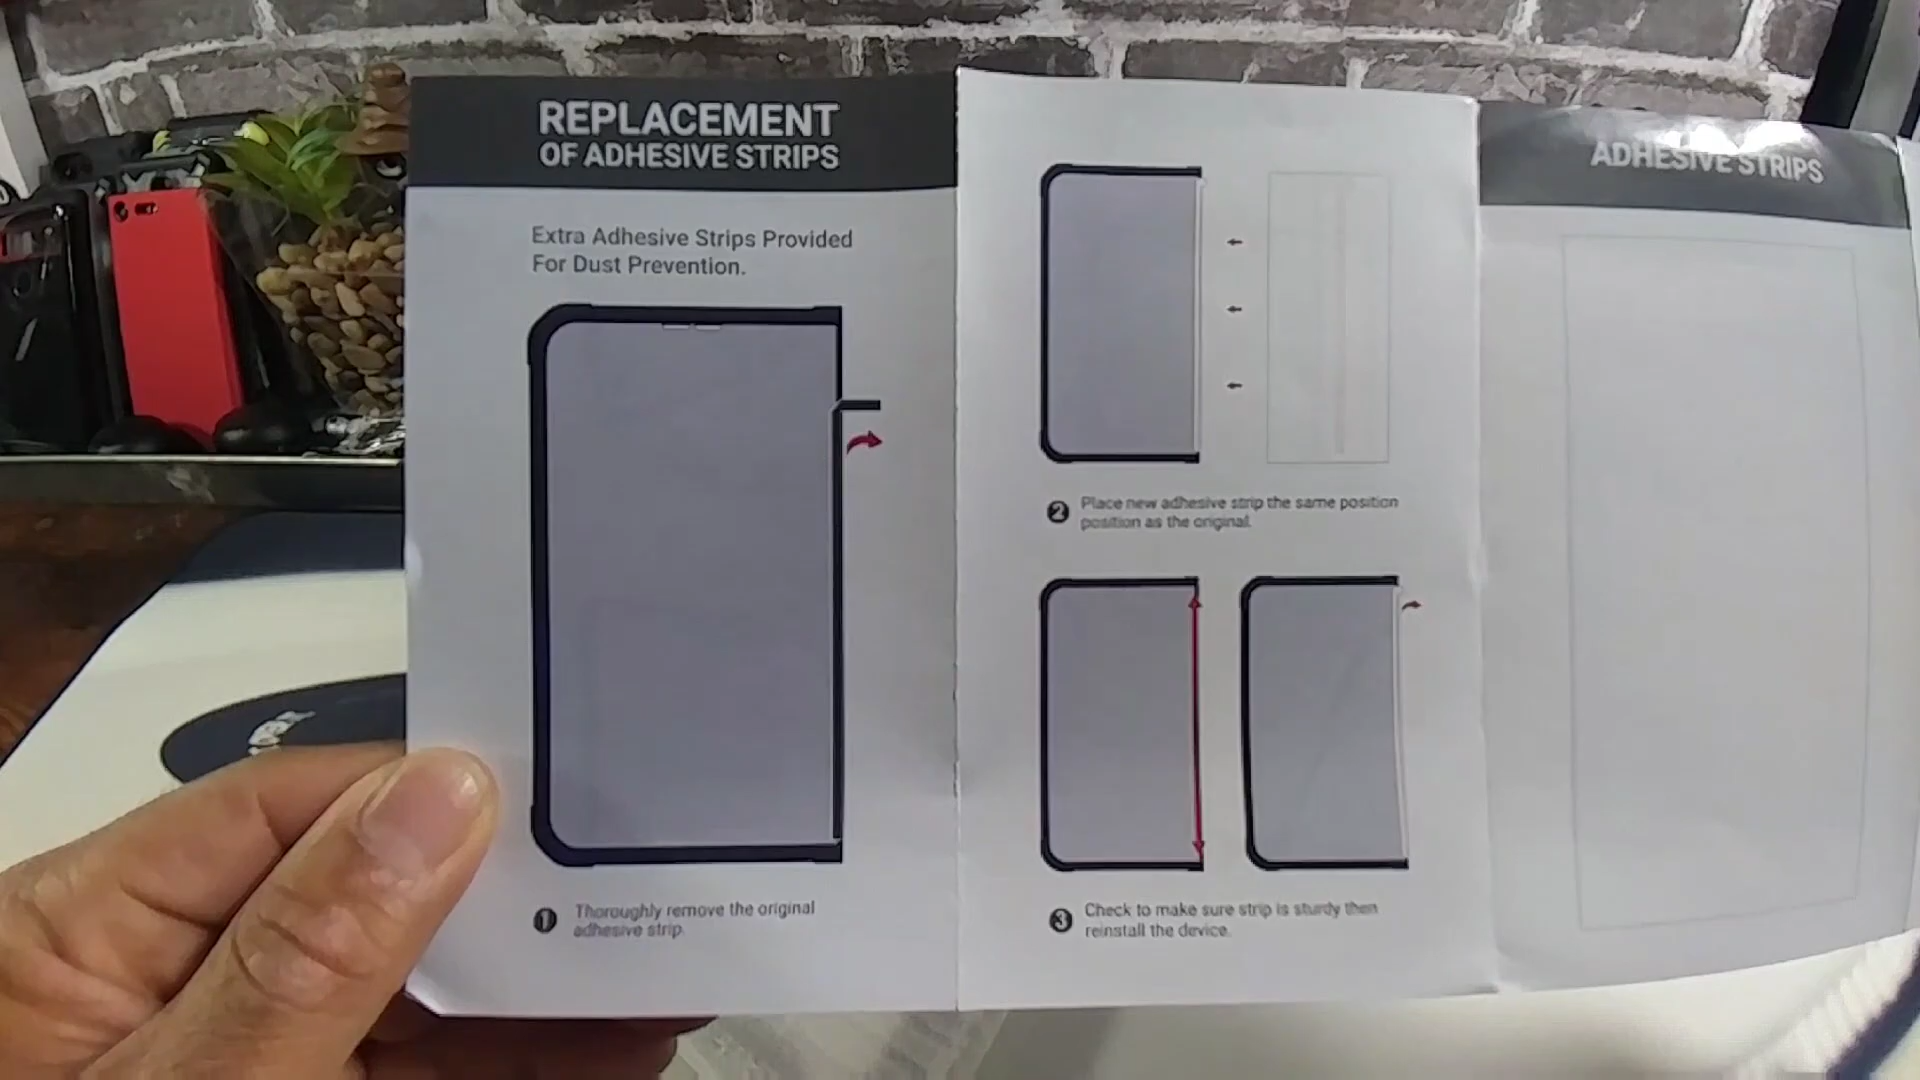 REPLACEMENT
OF ADHESIVE STRIPS
Extra Adhesive Strips Provided
For Dust Prevention.
1 Thoroughly remove the original
adhesive strip.
2 Place new adhesive strip the same position
position as the original.
3 Check to make sure strip is sturdy then
reinstall the device.
ADHESIVE STRIPS